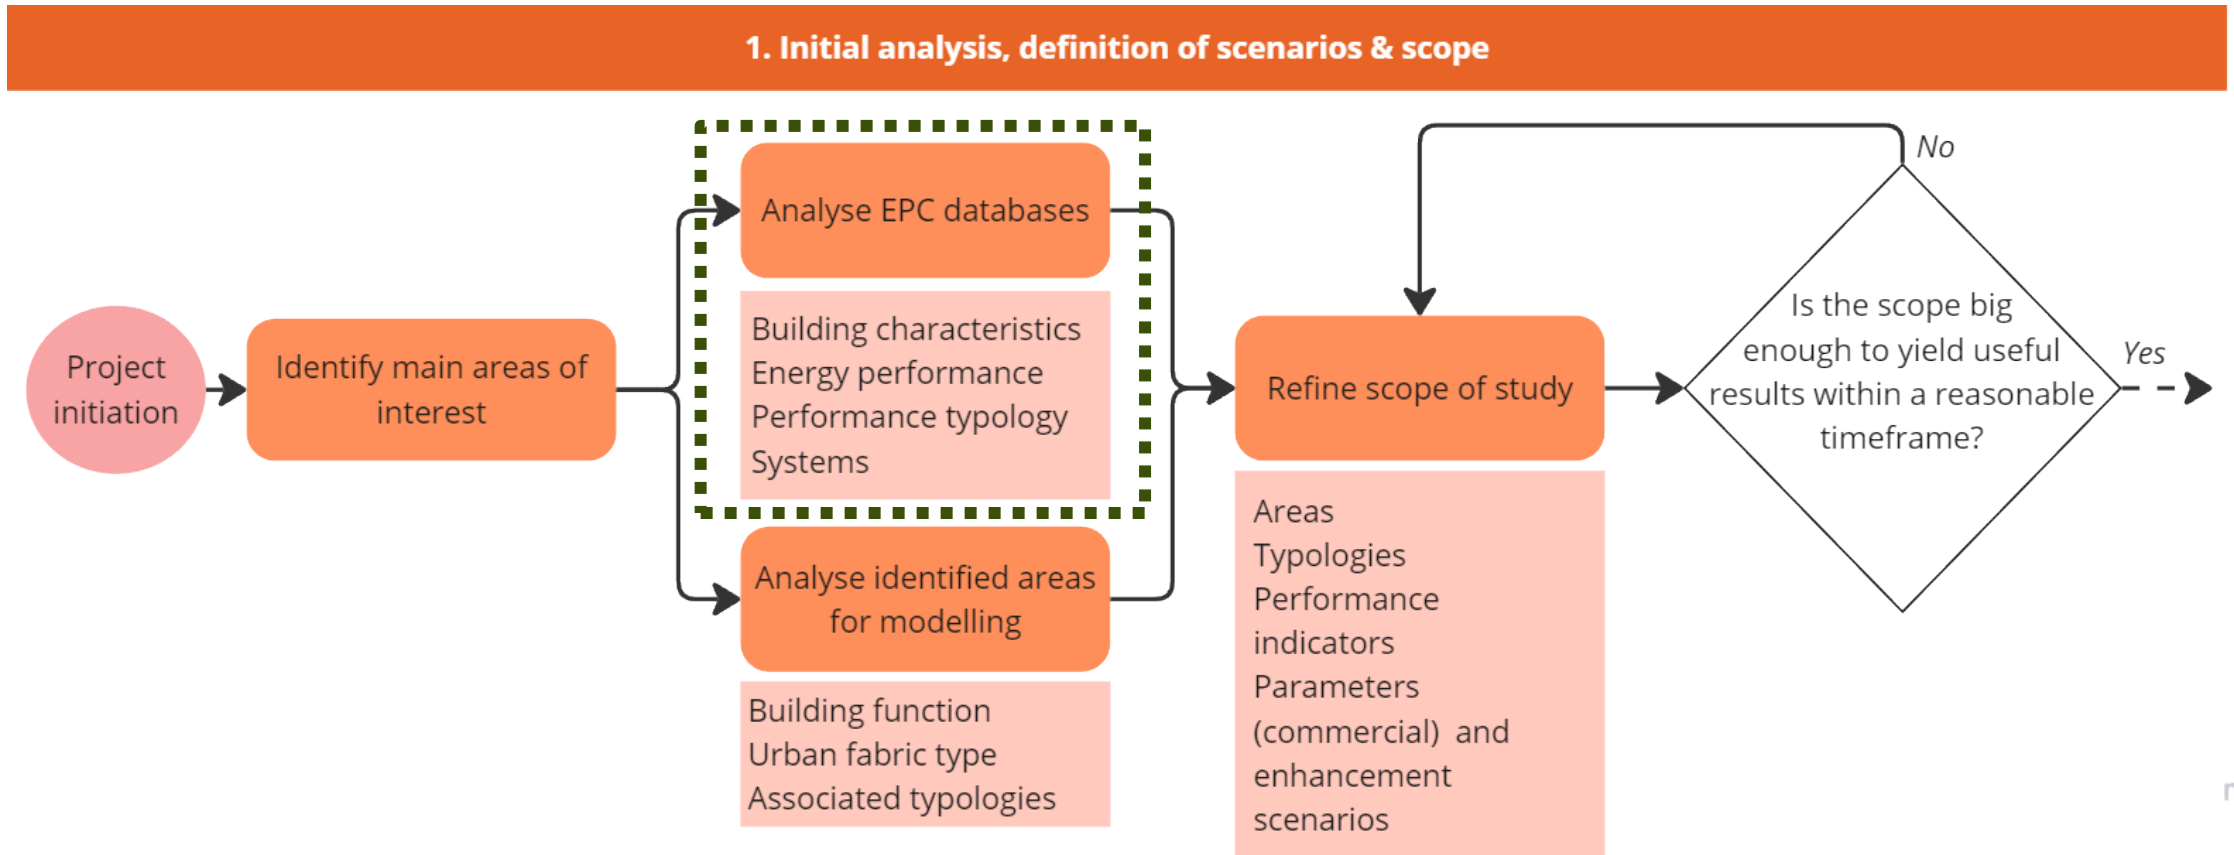 1. Initial analysis, definition of scenarios & scope
Project
initiation
Identify main areas of
interest
Analyse EPC databases
Building characteristics
Energy performance
Performance typology
Systems
Analyse identified areas
for modelling
Building function
Urban fabric type
Associated typologies
Refine scope of study
Areas
Typologies
Performance
indicators
Parameters
(commercial) and
enhancement
scenarios
No
Is the scope big
enough to yield useful
results within a reasonable
timeframe?
Yes